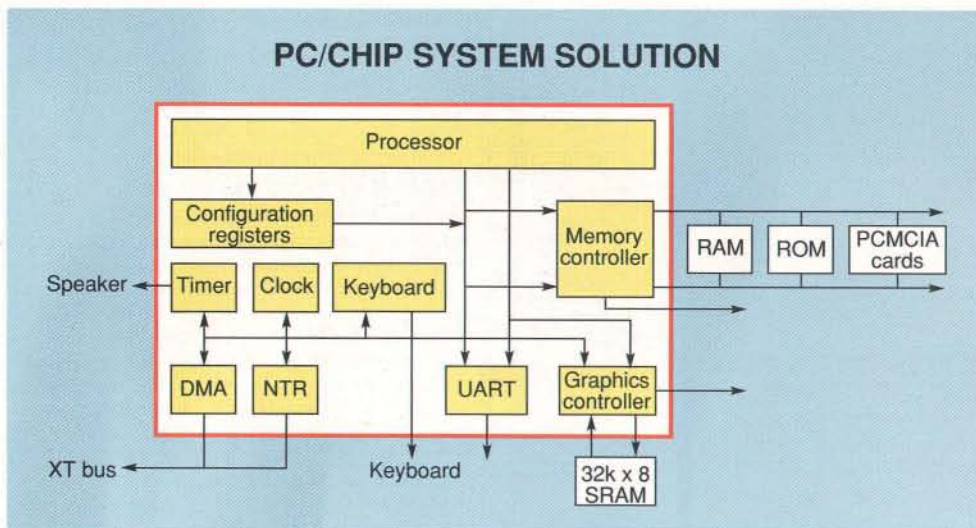 PC/CHIP SYSTEM SOLUTION
Processor
Configuration
registers
Memory
controller
RAM
ROM
PCMCIA
cards
Speaker
Timer
Clock
Keyboard
DMA
NTR
UART
Graphics
controller
XT bus
Keyboard
32k x 8
SRAM